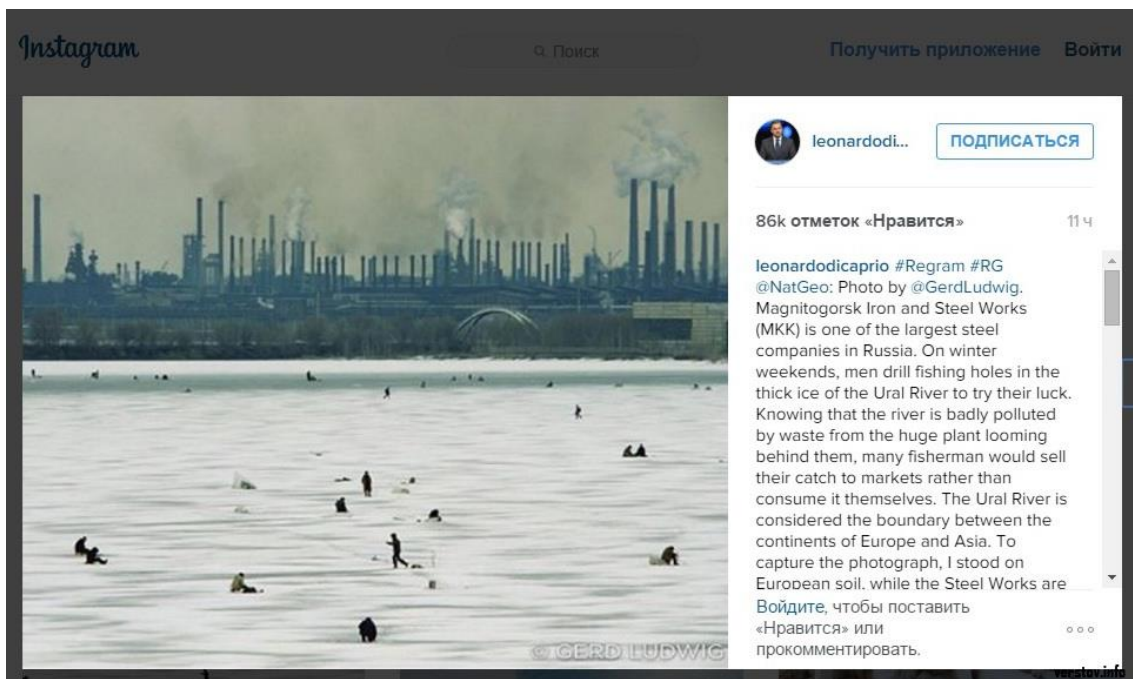 Instagram
Поиск
Получить приложение Войти
leonardodi... ПОДПИСАТЬСЯ
86k отметок «Нравится» 11 ч
leonardodicaprio #Regram #RG
@NatGeo: Photo by @GerdLudwig.
Magnitogorsk Iron and Steel Works
(MKK) is one of the largest steel
companies in Russia. On winter
weekends, men drill fishing holes in the
thick ice of the Ural River to try their luck.
Knowing that the river is badly polluted
by waste from the huge plant looming
behind them, many fisherman would sell
their catch to markets rather than
consume it themselves. The Ural River is
considered the boundary between the
continents of Europe and Asia. To
capture the photograph, I stood on
European soil, while the Steel Works are
Войдите, чтобы поставить
«Нравится» или
прокомментировать.
© GERD LUDWIG
verstov.info